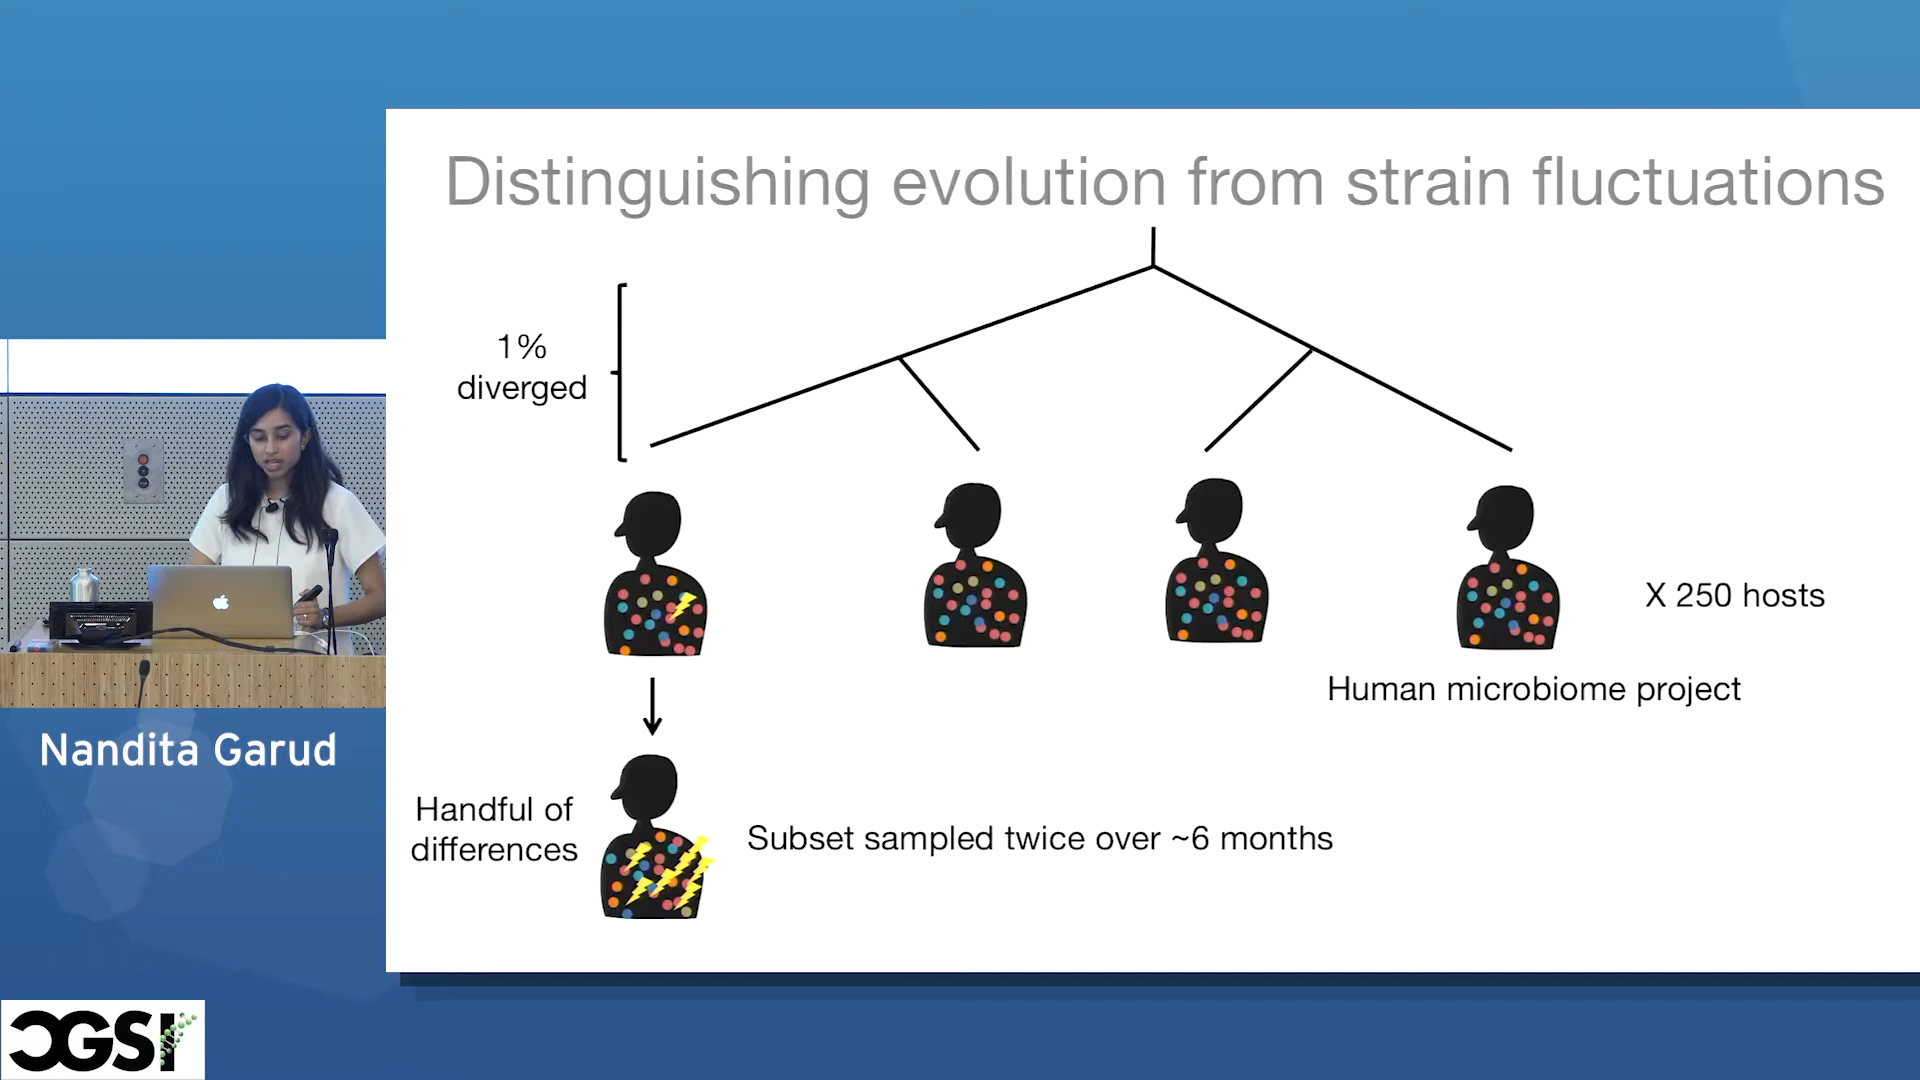 Distinguishing evolution from strain fluctuations
1%
diverged
X 250 hosts
Human microbiome project
Handful of
differences
Subset sampled twice over ~6 months
Nandita Garud
CGSI